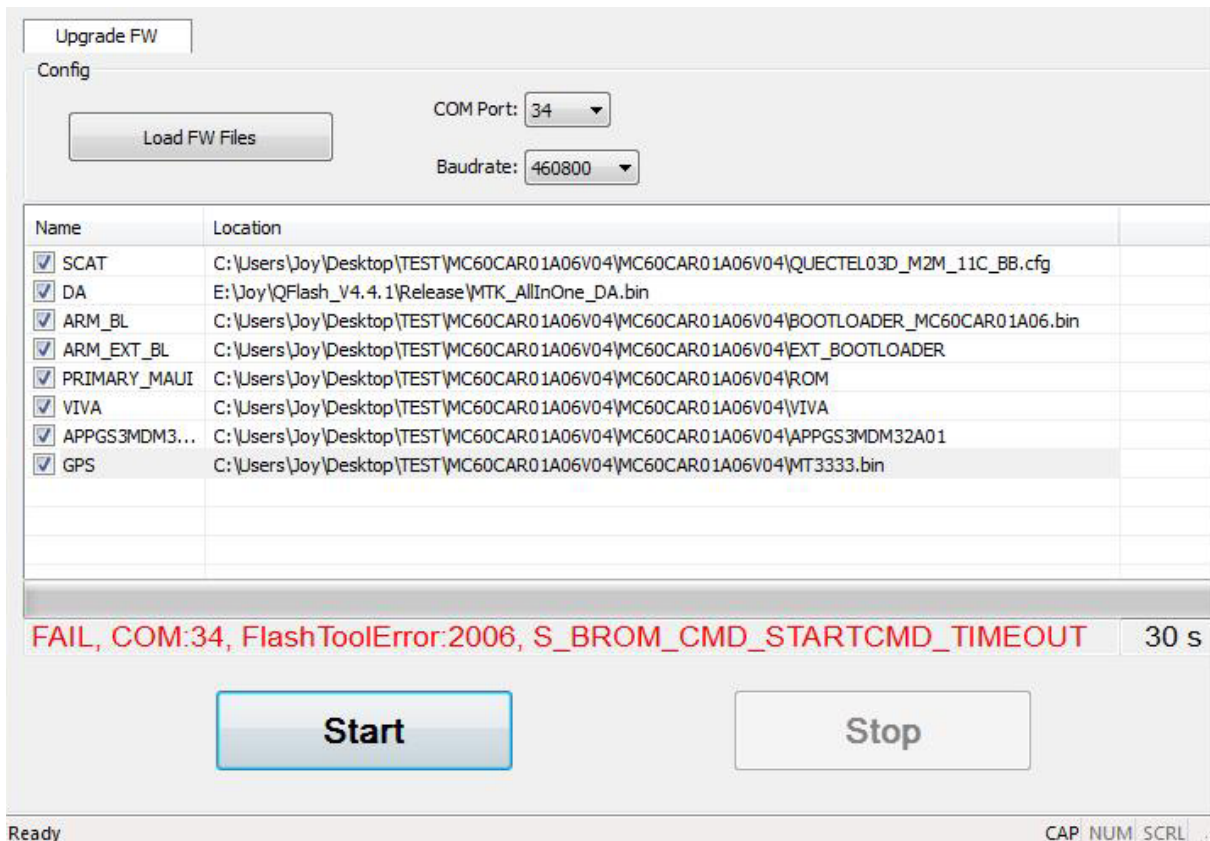 Upgrade FW
Config
Load FW Files
COM Port: 34
Baudrate: 460800
Name Location
SCAT C:\Users\Joy\Desktop\TEST\MC60CAR01A06V04\MC60CAR01A06V04\QUECTEL03D_M2M_11C_BB.cfg
DA E:\Joy\QFlash_V4.4.1\Release\MTK_AllInOne_DA.bin
ARM_BL C:\Users\Joy\Desktop\TEST\MC60CAR01A06V04\MC60CAR01A06V04\BOOTLOADER_MC60CAR01A06.bin
ARM_EXT_BL C:\Users\Joy\Desktop\TEST\MC60CAR01A06V04\MC60CAR01A06V04\EXT_BOOTLOADER
PRIMARY_MAUI C:\Users\Joy\Desktop\TEST\MC60CAR01A06V04\MC60CAR01A06V04\ROM
VIVA C:\Users\Joy\Desktop\TEST\MC60CAR01A06V04\MC60CAR01A06V04\VIVA
APPGS3MDM3... C:\Users\Joy\Desktop\TEST\MC60CAR01A06V04\MC60CAR01A06V04\APPGS3MDM32A01
GPS C:\Users\Joy\Desktop\TEST\MC60CAR01A06V04\MC60CAR01A06V04\MT3333.bin
FAIL, COM:34, FlashToolError:2006, S_BROM_CMD_STARTCMD_TIMEOUT 30 s
Start Stop
Ready CAP NUM SCRL